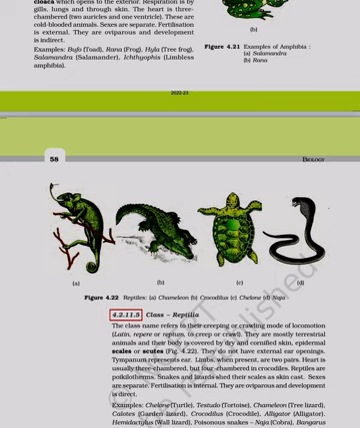 cloaca which opens to the exterior. Respiration is by
gills, lungs and through skin. The heart is three-
chambered (two auricles and one ventricle). These are
cold-blooded animals. Sexes are separate. Fertilisation
is external. They are oviparous and development
is indirect.
Examples: Bufo (Toad), Rana (Frog), Hyla (Tree frog),
Salamandra (Salamander), Ichthyophis (Limbless
amphibia).
(b)
Figure 4.21 Examples of Amphibia :
(a) Salamandra
(b) Rana
2022-23
58
BIOLOGY
(a) (b) (c) (d)
Figure 4.22 Reptiles: (a) Chameleon (b) Crocodilus (c) Chelone (d) Naja
4.2.11.5 Class – Reptilia
The class name refers to their creeping or crawling mode of locomotion
(Latin, repere or reptum, to creep or crawl). They are mostly terrestrial
animals and their body is covered by dry and cornified skin, epidermal
scales or scutes (Fig. 4.22). They do not have external ear openings.
Tympanum represents ear. Limbs, when present, are two pairs. Heart is
usually three-chambered, but four-chambered in crocodiles. Reptiles are
poikilotherms. Snakes and lizards shed their scales as skin cast. Sexes
are separate. Fertilisation is internal. They are oviparous and development
is direct.
Examples: Chelone (Turtle), Testudo (Tortoise), Chameleon (Tree lizard),
Calotes (Garden lizard), Crocodilus (Crocodile), Alligator (Alligator).
Hemidactylus (Wall lizard), Poisonous snakes – Naja (Cobra), Bangarus